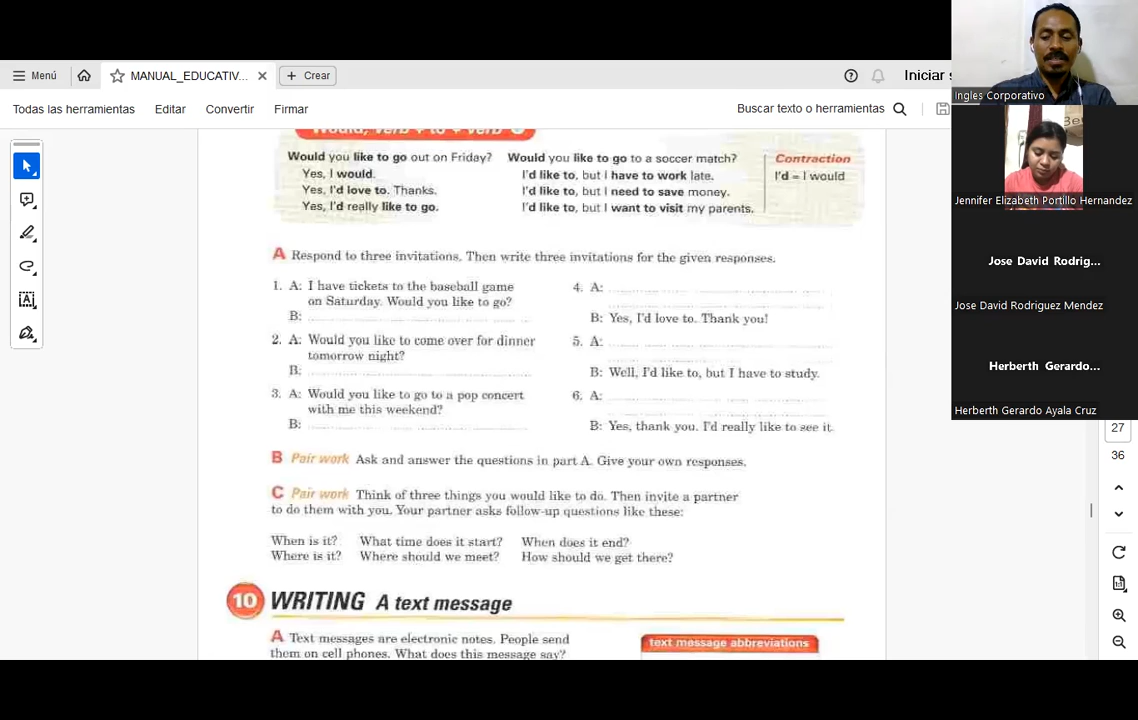 Menú
MANUAL_EDUCATIV...
Crear
Iniciar s
Todas las herramientas
Editar
Convertir
Firmar
Buscar texto o herramientas
Would, verb + to + verb
Would you like to go out on Friday?
Yes, I would.
Yes, I'd love to. Thanks.
Yes, I'd really like to go.
Would you like to go to a soccer match?
I'd like to, but I have to work late.
I'd like to, but I need to save money.
I'd like to, but I want to visit my parents.
Contraction
I'd = I would
A Respond to three invitations. Then write three invitations for the given responses.
1. A: I have tickets to the baseball game
on Saturday. Would you like to go?
B:
2. A: Would you like to come over for dinner
tomorrow night?
B:
3. A: Would you like to go to a pop concert
with me this weekend?
B:
4. A:
B: Yes, I'd love to. Thank you!
5. A:
B: Well, I'd like to, but I have to study.
6. A:
B: Yes, thank you. I'd really like to see it.
B Pair work Ask and answer the questions in part A. Give your own responses.
C Pair work Think of three things you would like to do. Then invite a partner
to do them with you. Your partner asks follow-up questions like these:
When is it? What time does it start? When does it end?
Where is it? Where should we meet? How should we get there?
10 WRITING A text message
A Text messages are electronic notes. People send
them on cell phones. What does this message say?
text message abbreviations
Ingles Corporativo
Jennifer Elizabeth Portillo Hernandez
Jose David Rodrig...
Jose David Rodriguez Mendez
Herberth Gerardo...
Herberth Gerardo Ayala Cruz
27
36